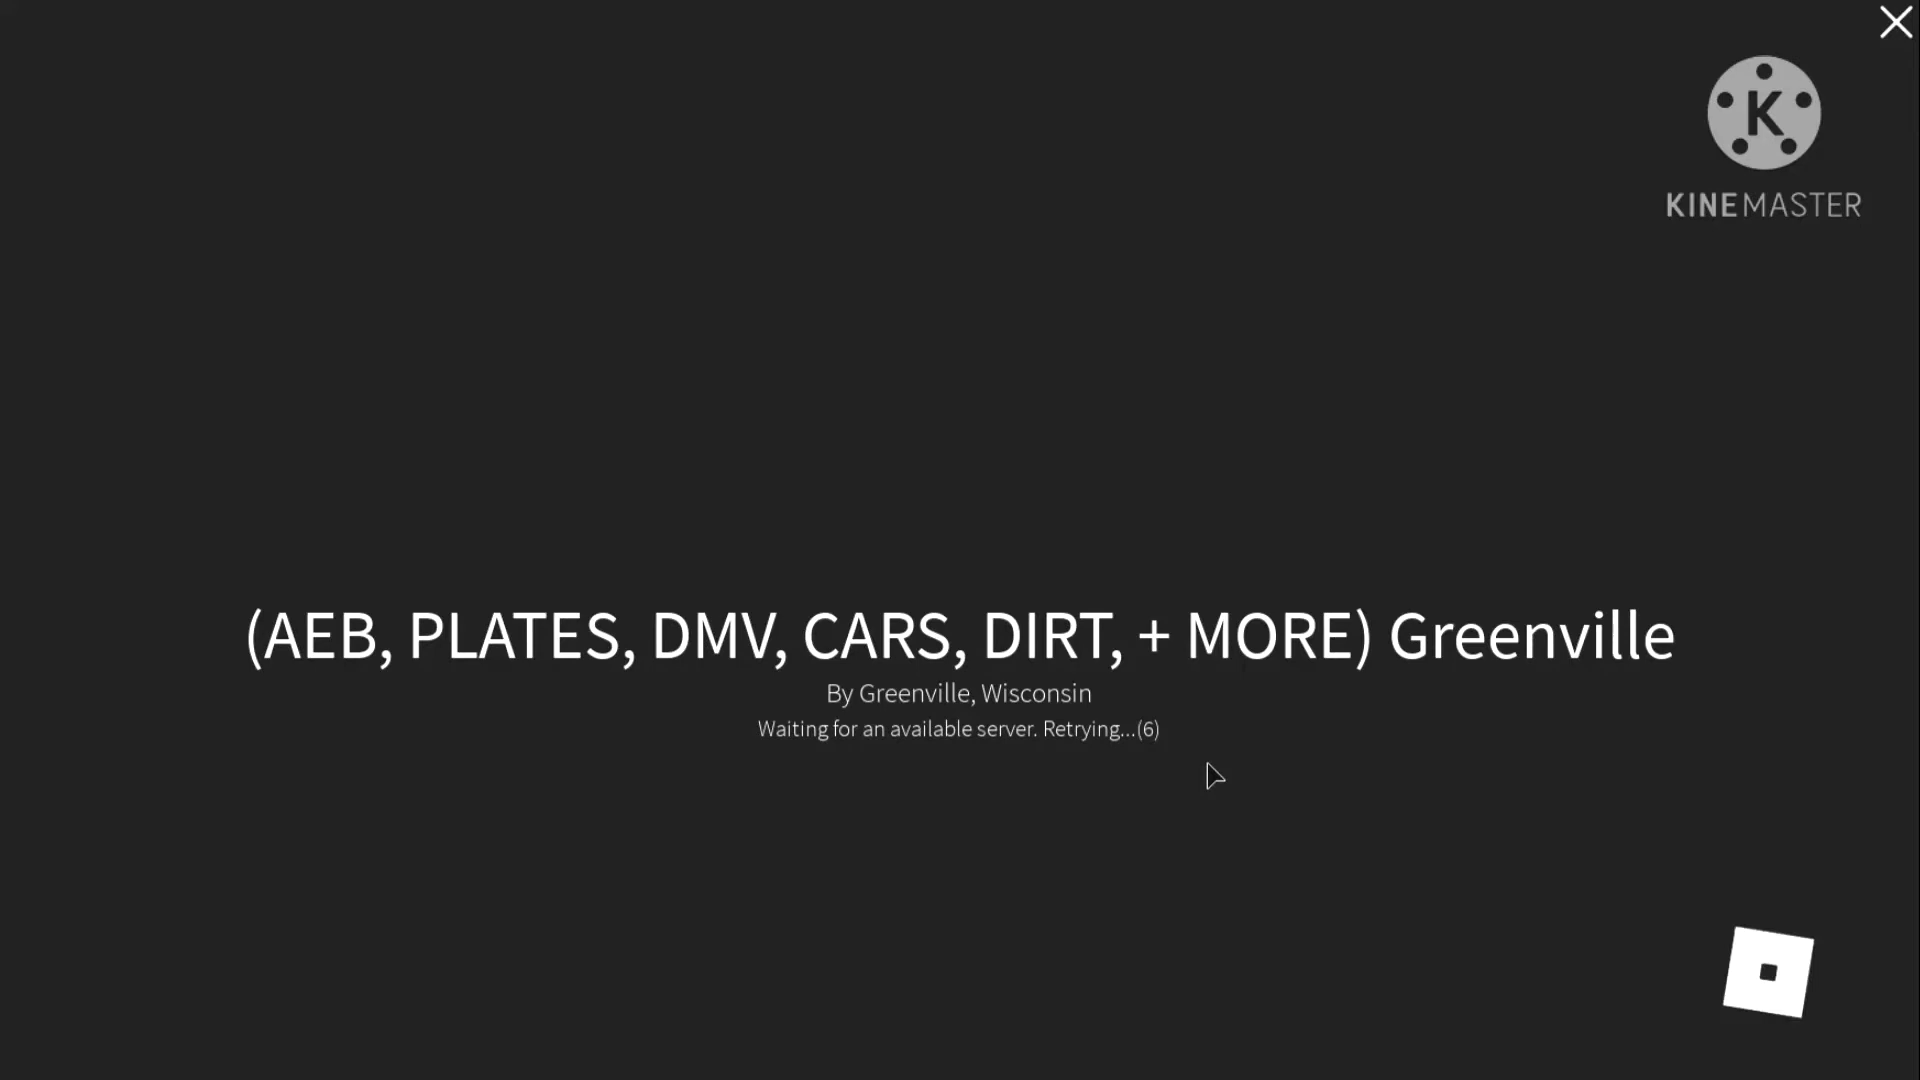 K
KINEMASTER
(AEB, PLATES, DMV, CARS, DIRT, + MORE) Greenville
By Greenville, Wisconsin
Waiting for an available server. Retrying...(6)